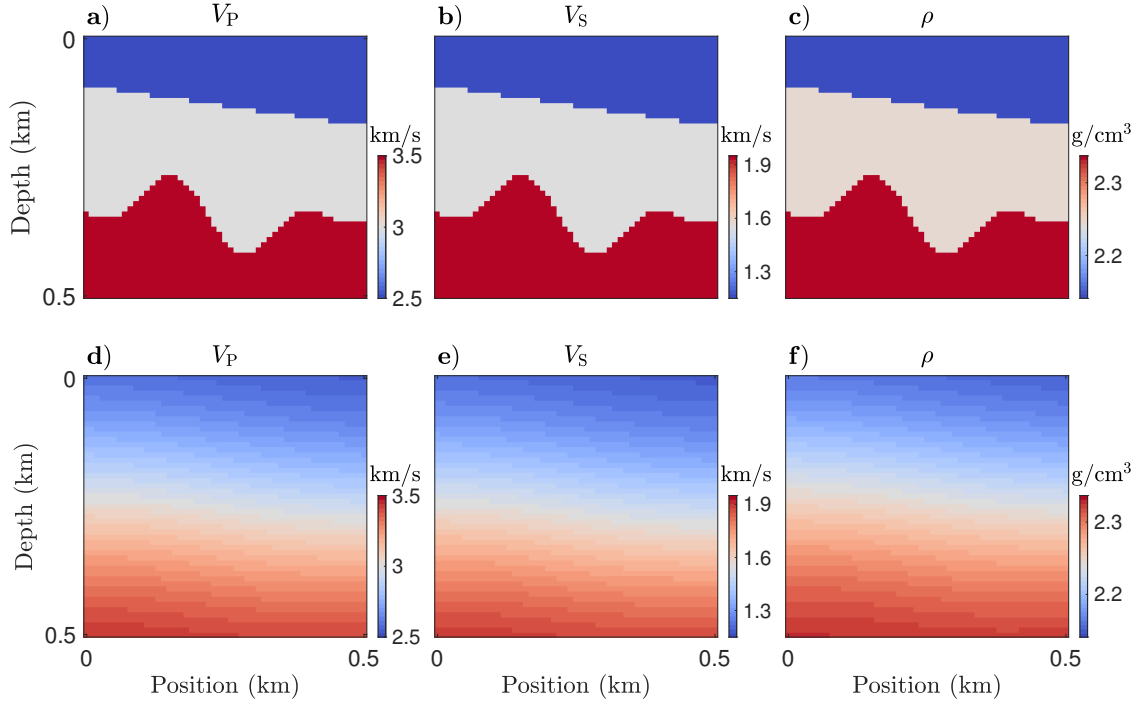 a) V_P
b) V_S
c) ρ
0
Depth (km)
0.5
km/s
3.5
3
2.5
km/s
1.9
1.6
1.3
g/cm³
2.3
2.2
d) V_P
e) V_S
f) ρ
0
Depth (km)
0.5
km/s
3.5
3
2.5
km/s
1.9
1.6
1.3
g/cm³
2.3
2.2
0 0.5
0 0.5
0 0.5
Position (km)
Position (km)
Position (km)